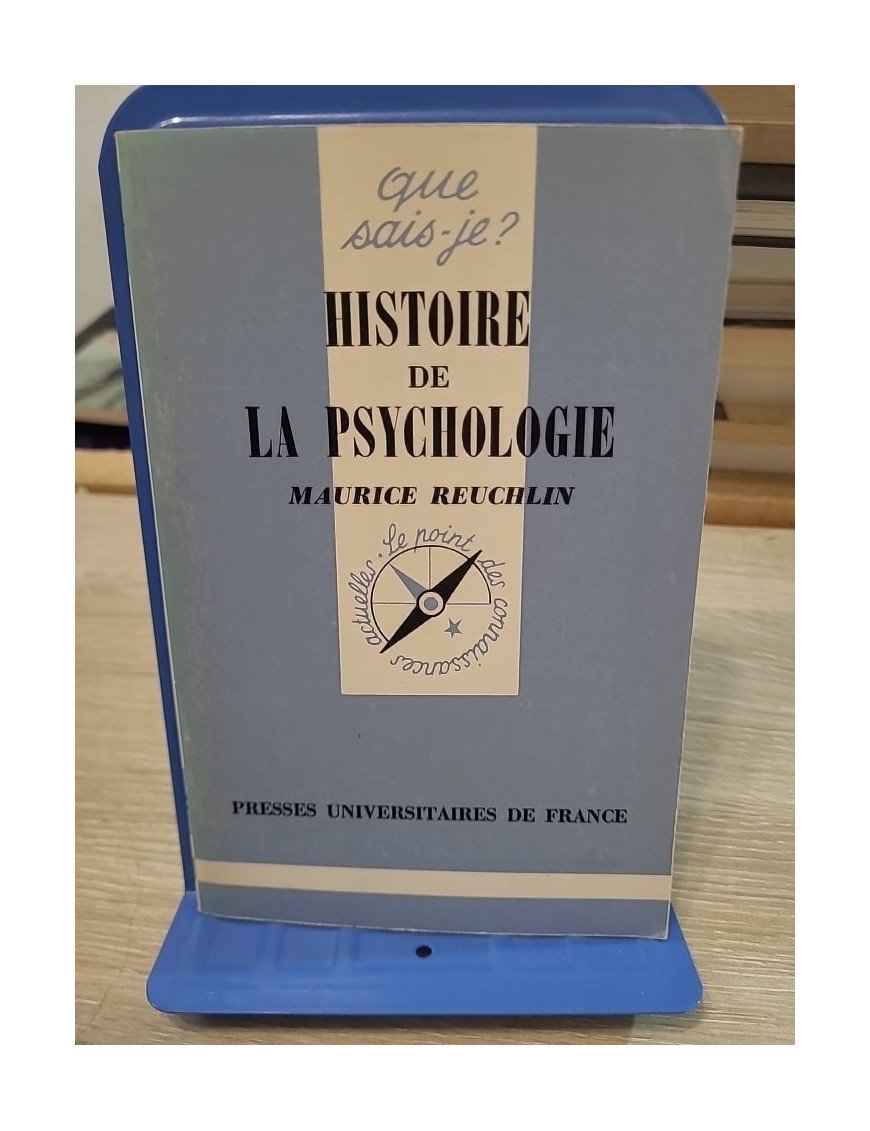 que
sais-je?
HISTOIRE
DE
LA PSYCHOLOGIE
MAURICE REUCHLIN
Le point des connaissances actuelles.
PRESSES UNIVERSITAIRES DE FRANCE